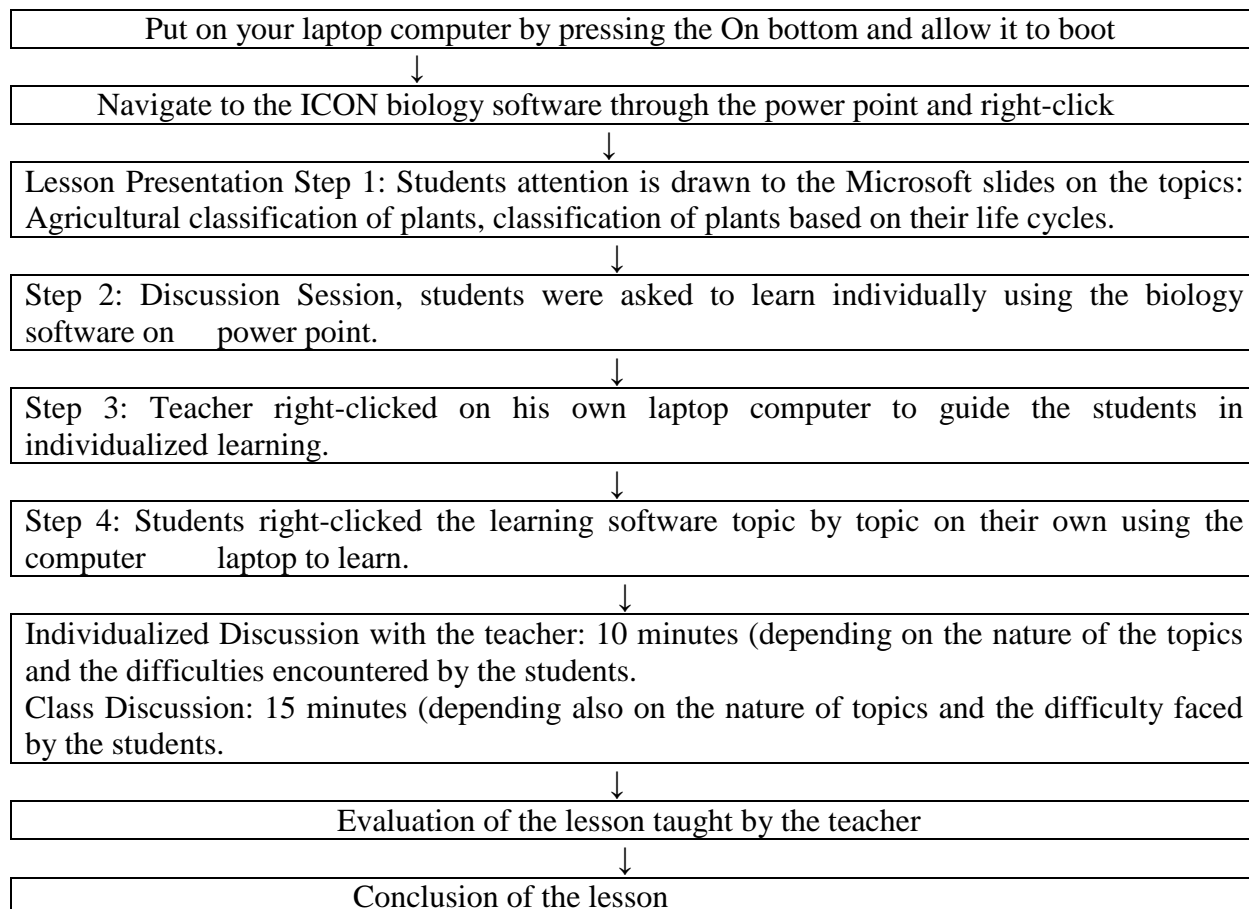 Put on your laptop computer by pressing the On bottom and allow it to boot
↓
Navigate to the ICON biology software through the power point and right-click
↓
Lesson Presentation Step 1: Students attention is drawn to the Microsoft slides on the topics:
Agricultural classification of plants, classification of plants based on their life cycles.
↓
Step 2: Discussion Session, students were asked to learn individually using the biology
software on power point.
↓
Step 3: Teacher right-clicked on his own laptop computer to guide the students in
individualized learning.
↓
Step 4: Students right-clicked the learning software topic by topic on their own using the
computer laptop to learn.
↓
Individualized Discussion with the teacher: 10 minutes (depending on the nature of the topics
and the difficulties encountered by the students.
Class Discussion: 15 minutes (depending also on the nature of topics and the difficulty faced
by the students.
↓
Evaluation of the lesson taught by the teacher
↓
Conclusion of the lesson